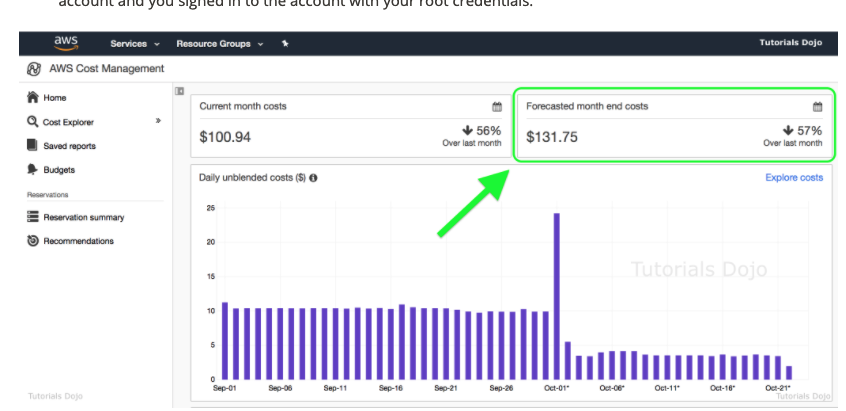 account and you signed in to the account with your root credentials.
aws Services Resource Groups Tutorials Dojo
AWS Cost Management
Home
Cost Explorer »
Saved reports
Budgets
Reservations
Reservation summary
Recommendations
Current month costs
$100.94
56%
Over last month
Forecasted month end costs
$131.75
57%
Over last month
Daily unblended costs ($)
Explore costs
25
20
15
10
5
0
Sep-01 Sep-06 Sep-11 Sep-16 Sep-21 Sep-26 Oct-01* Oct-06* Oct-11* Oct-16* Oct-21*
Tutorials Dojo
Tutorials Dojo
Tutorials Dojo